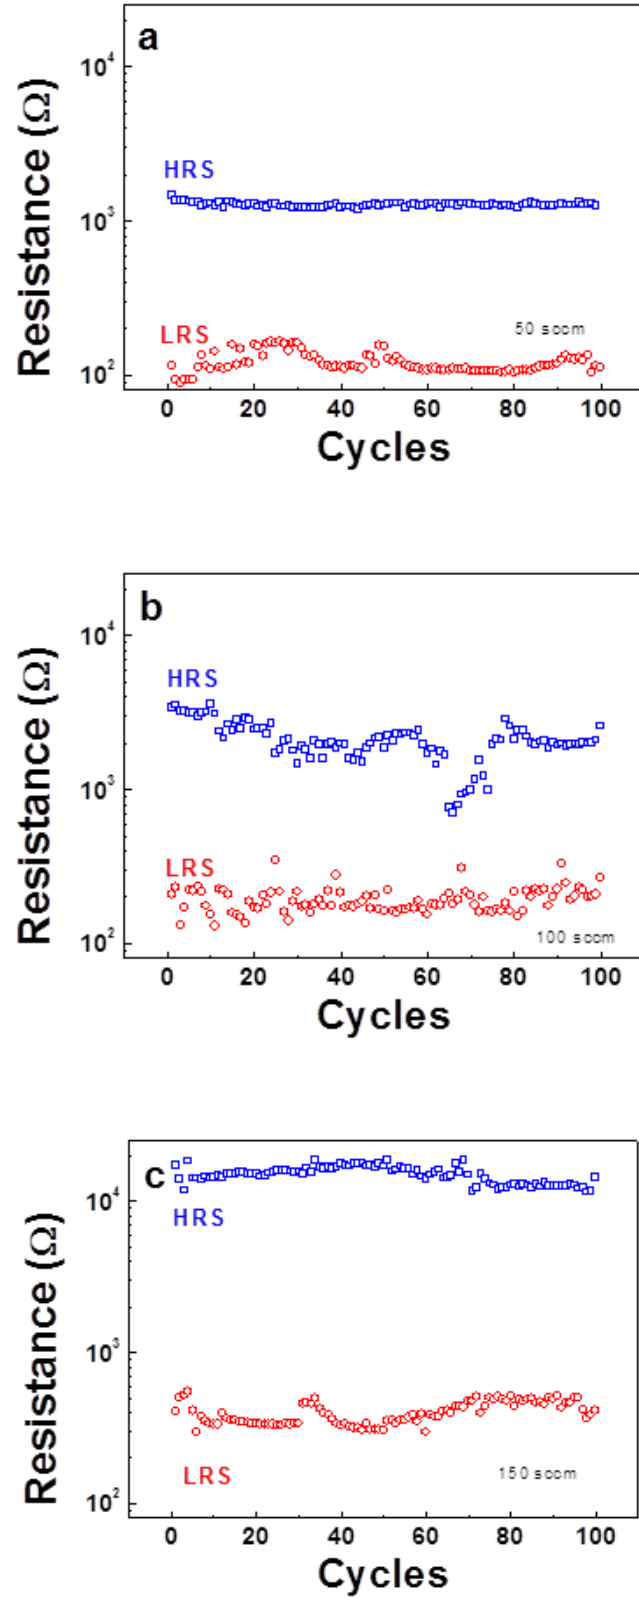 a
10⁴
HRS
10³
LRS
50 sccm
10²
Resistance (Ω)
0 20 40 60 80 100
Cycles
b
10⁴
HRS
10³
LRS
100 sccm
10²
Resistance (Ω)
0 20 40 60 80 100
Cycles
c
10⁴
HRS
10³
LRS
150 sccm
10²
Resistance (Ω)
0 20 40 60 80 100
Cycles